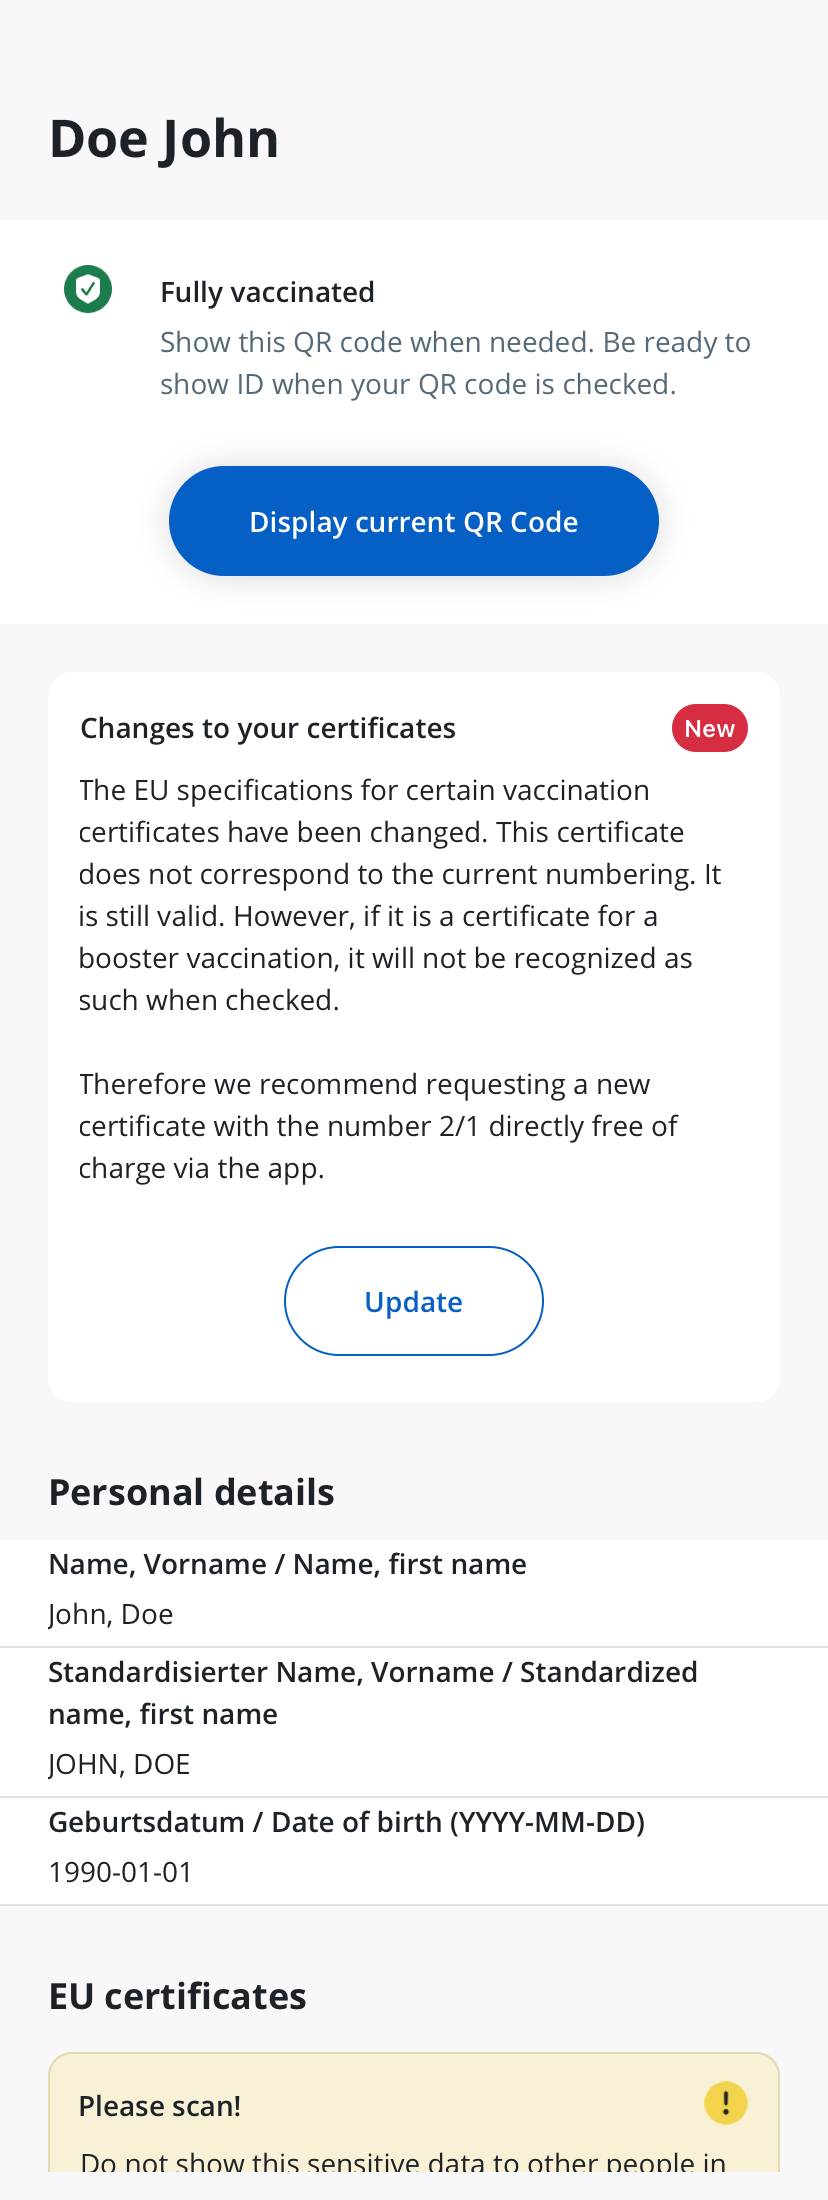 Doe John
Fully vaccinated
Show this QR code when needed. Be ready to
show ID when your QR code is checked.
Display current QR Code
Changes to your certificates
New
The EU specifications for certain vaccination
certificates have been changed. This certificate
does not correspond to the current numbering. It
is still valid. However, if it is a certificate for a
booster vaccination, it will not be recognized as
such when checked.
Therefore we recommend requesting a new
certificate with the number 2/1 directly free of
charge via the app.
Update
Personal details
Name, Vorname / Name, first name
John, Doe
Standardisierter Name, Vorname / Standardized
name, first name
JOHN, DOE
Geburtsdatum / Date of birth (YYYY-MM-DD)
1990-01-01
EU certificates
Please scan!
Do not show this sensitive data to other people in